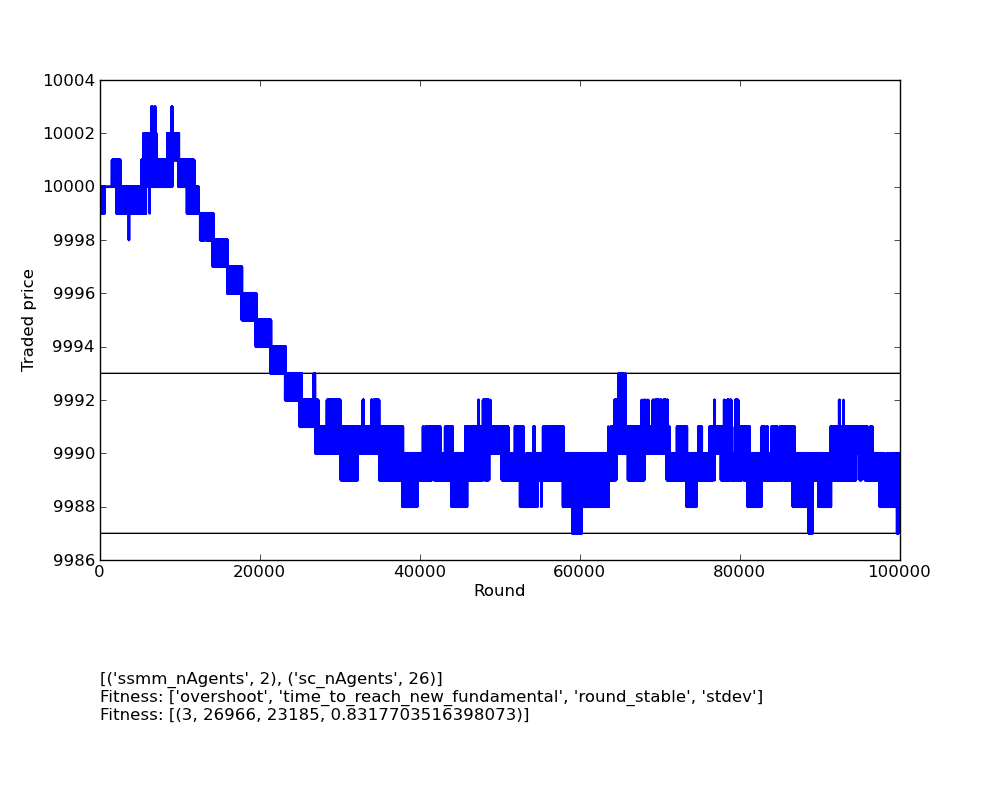 10004
10002
10000
9998
9996
9994
9992
9990
9988
9986
Traded price
0 20000 40000 60000 80000 100000
Round
[('ssmm_nAgents', 2), ('sc_nAgents', 26)]
Fitness: ['overshoot', 'time_to_reach_new_fundamental', 'round_stable', 'stdev']
Fitness: [(3, 26966, 23185, 0.8317703516398073)]